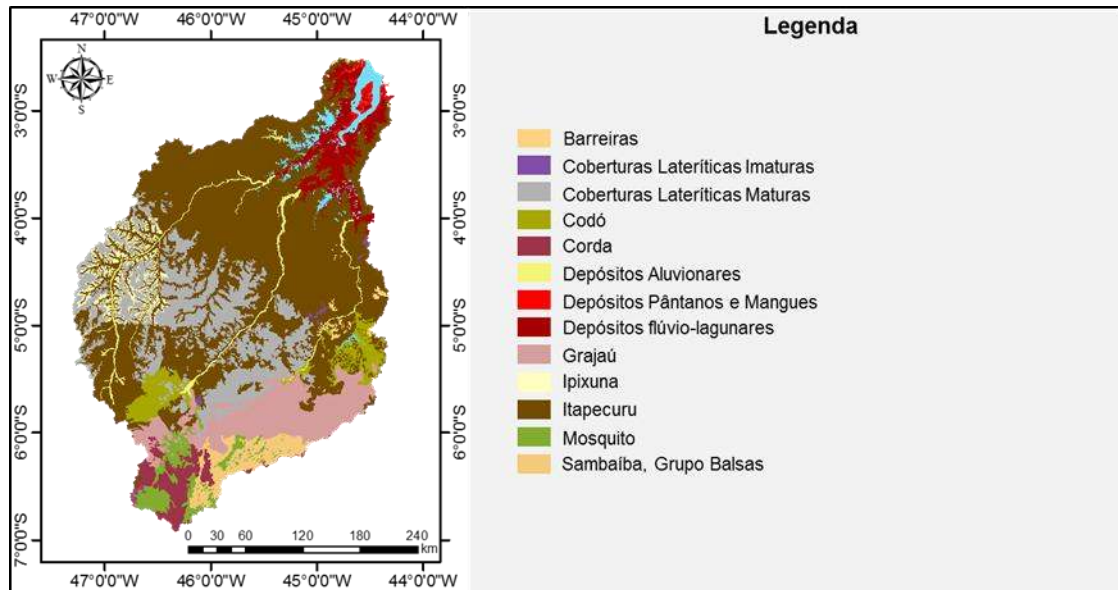 47°0'0"W 46°0'0"W 45°0'0"W 44°0'0"W
N
W E
S
3°0'0"S 3°0'0"S
4°0'0"S 4°0'0"S
5°0'0"S 5°0'0"S
6°0'0"S 6°0'0"S
7°0'0"S 7°0'0"S
0 30 60 120 180 240
km
47°0'0"W 46°0'0"W 45°0'0"W 44°0'0"W
Legenda
Barreiras
Coberturas Lateríticas Imaturas
Coberturas Lateríticas Maturas
Codó
Corda
Depósitos Aluvionares
Depósitos Pântanos e Mangues
Depósitos flúvio-lagunares
Grajaú
Ipixuna
Itapecuru
Mosquito
Sambaíba, Grupo Balsas